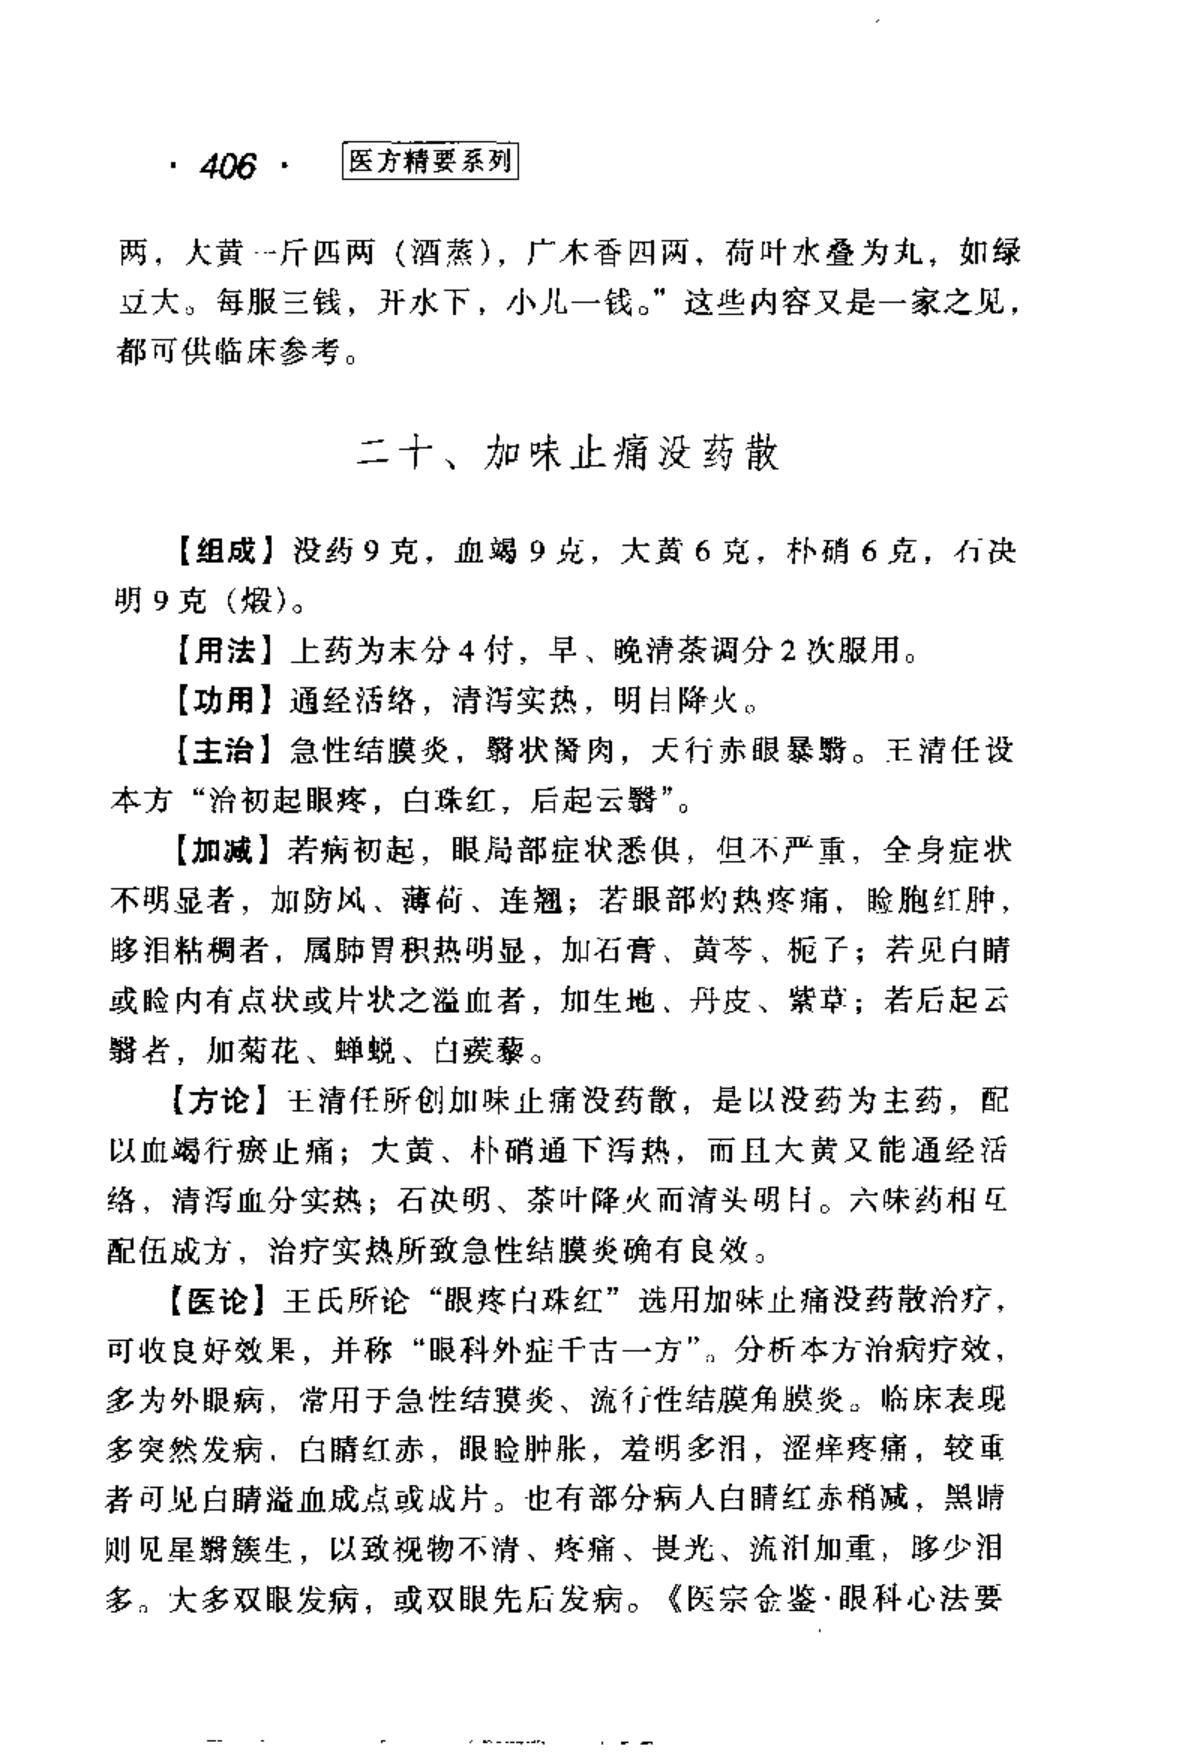 · 406 · 医方精要系列
两，大黄一斤四两（酒蒸），广木香四两，荷叶水叠为丸，如绿
豆大。每服三钱，开水下，小儿一钱。”这些内容又是一家之见，
都可供临床参考。
二十、加味止痛没药散
【组成】没药9克，血竭9克，大黄6克，朴硝6克，石决
明9克（煅）。
【用法】上药为末分4付，早、晚清茶调分2次服用。
【功用】通经活络，清泻实热，明目降火。
【主治】急性结膜炎，翳状胬肉，天行赤眼暴翳。王清任设
本方“治初起眼疼，白珠红，后起云翳”。
【加减】若病初起，眼局部症状悉俱，但不严重，全身症状
不明显者，加防风、薄荷、连翘；若眼部灼热疼痛，睑胞红肿，
眵泪粘稠者，属肺胃积热明显，加石膏、黄芩、栀子；若见白睛
或睑内有点状或片状之溢血者，加生地、丹皮、紫草；若后起云
翳者，加菊花、蝉蜕、白蒺藜。
【方论】王清任所创加味止痛没药散，是以没药为主药，配
以血竭行瘀止痛；大黄、朴硝通下泻热，而且大黄又能通经活
络，清泻血分实热；石决明、茶叶降火而清头明目。六味药相互
配伍成方，治疗实热所致急性结膜炎确有良效。
【医论】王氏所论“眼疼白珠红”选用加味止痛没药散治疗，
可收良好效果，并称“眼科外症千古一方”。分析本方治病疗效，
多为外眼病，常用于急性结膜炎、流行性结膜角膜炎。临床表现
多突然发病，白睛红赤，眼睑肿胀，羞明多泪，涩痒疼痛，较重
者可见白睛溢血成点或成片。也有部分病人白睛红赤稍减，黑睛
则见星翳簇生，以致视物不清、疼痛、畏光、流泪加重，眵少泪
多。大多双眼发病，或双眼先后发病。《医宗金鉴·眼科心法要